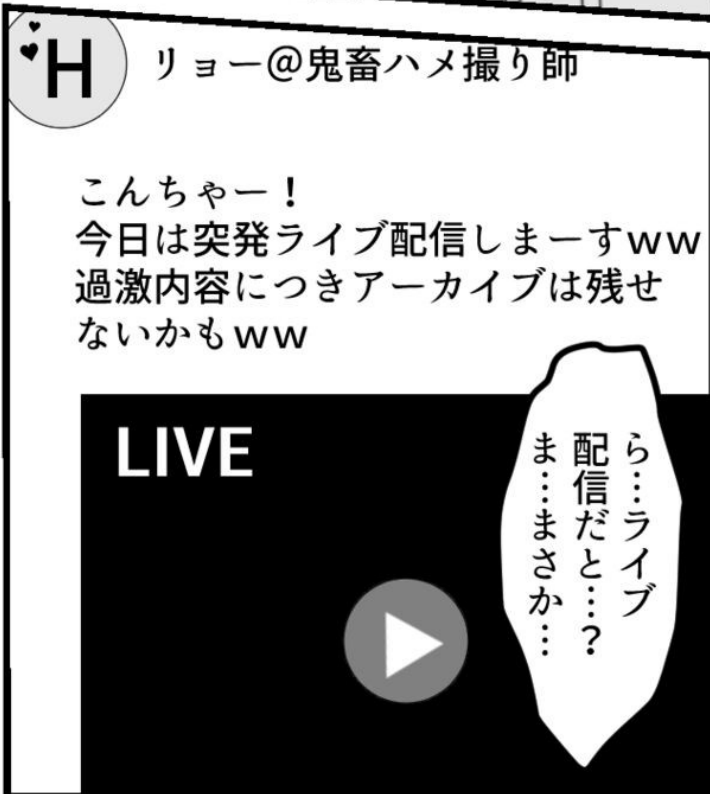 H
リョー@鬼畜ハメ撮り師
こんちゃー！
今日は突発ライブ配信しまーすww
過激内容につきアーカイブは残せ
ないかもww
LIVE
ら…ライブ
配信だと…？
ま…まさか…